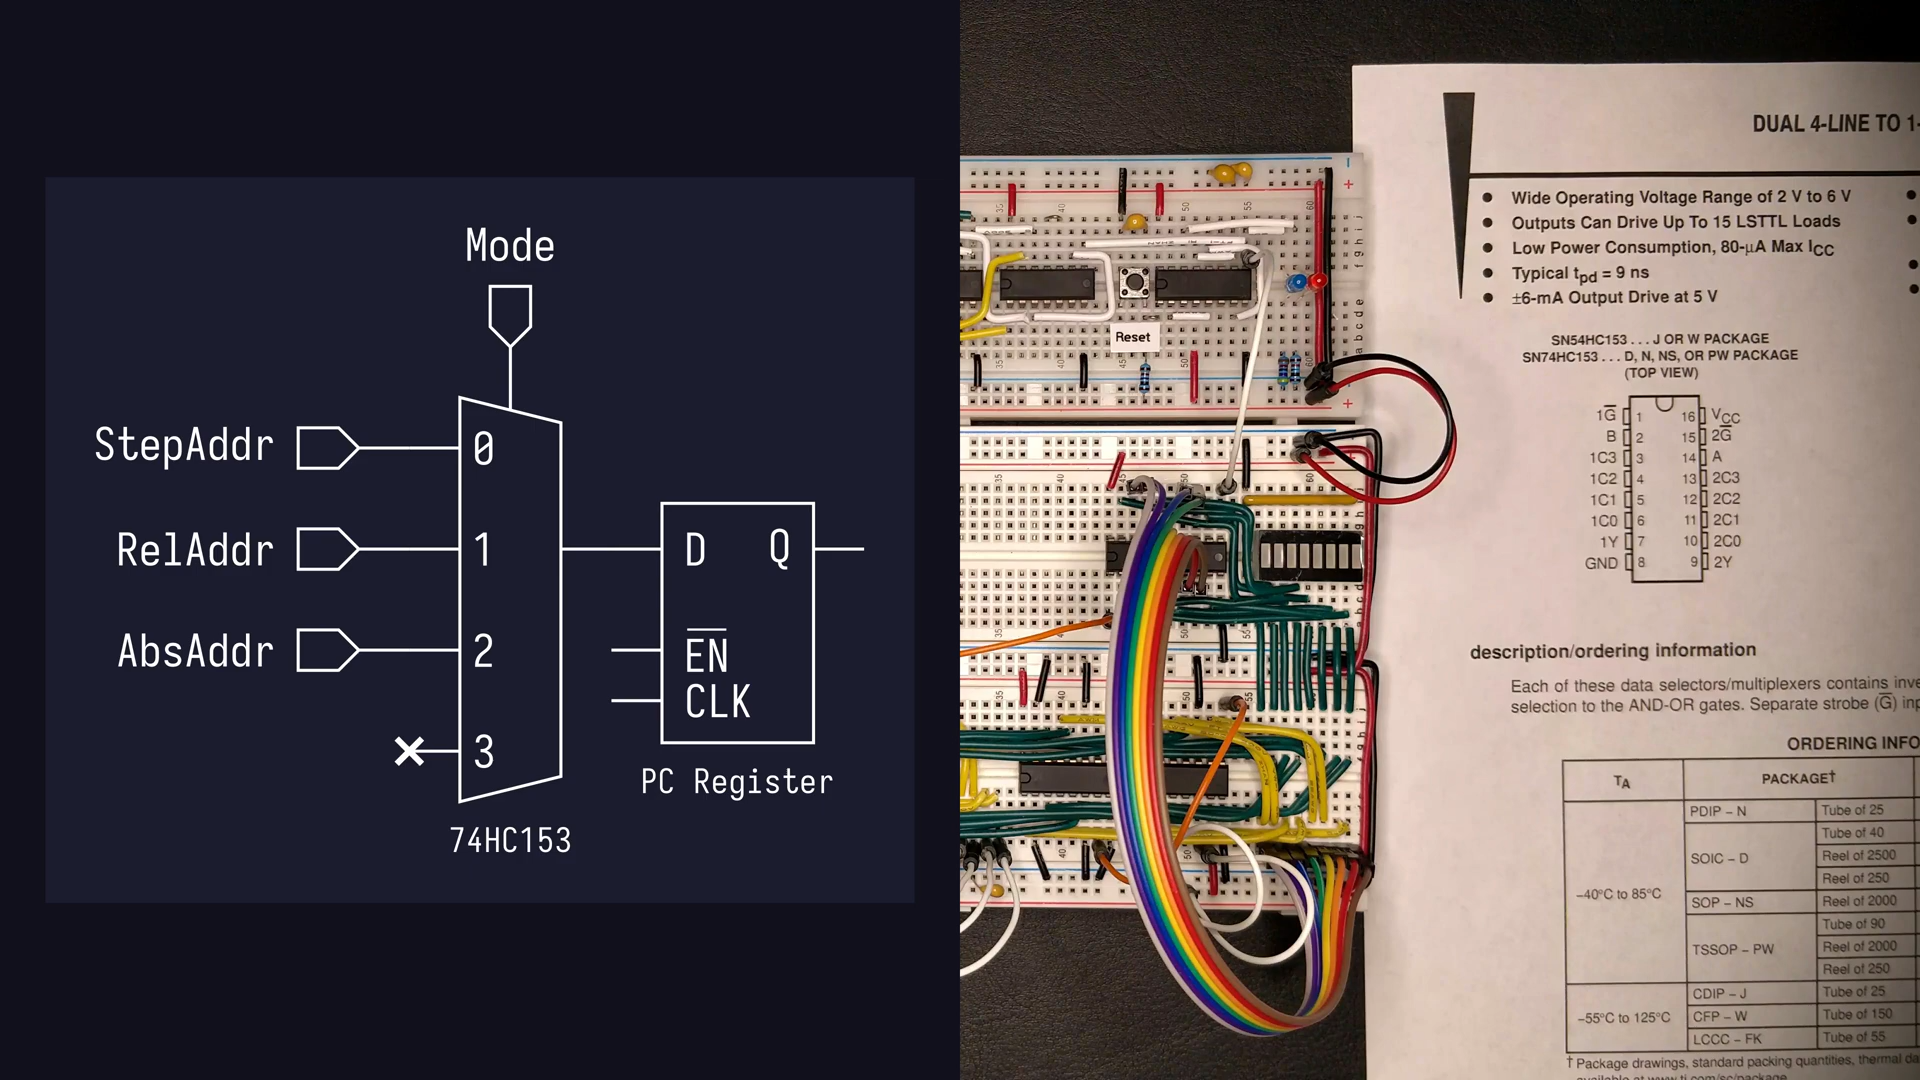 Mode
StepAddr
0
RelAddr
1
AbsAddr
2
3
D Q
EN
CLK
PC Register
74HC153
Reset
DUAL 4-LINE TO 1-
Wide Operating Voltage Range of 2 V to 6 V
Outputs Can Drive Up To 15 LSTTL Loads
Low Power Consumption, 80-μA Max ICC
Typical tpd = 9 ns
±6-mA Output Drive at 5 V
SN54HC153 . . . J OR W PACKAGE
SN74HC153 . . . D, N, NS, OR PW PACKAGE
(TOP VIEW)
1G 1 16 VCC
B 2 15 2G
1C3 3 14 A
1C2 4 13 2C3
1C1 5 12 2C2
1C0 6 11 2C1
1Y 7 10 2C0
GND 8 9 2Y
description/ordering information
Each of these data selectors/multiplexers contains inve
selection to the AND-OR gates. Separate strobe (G) inp
ORDERING INFO
TA PACKAGE†
–40°C to 85°C
PDIP – N Tube of 25
SOIC – D Tube of 40
Reel of 2500
Reel of 250
SOP – NS Reel of 2000
TSSOP – PW Tube of 90
Reel of 2000
Reel of 250
–55°C to 125°C
CDIP – J Tube of 25
CFP – W Tube of 150
LCCC – FK Tube of 55
† Package drawings, standard packing quantities, thermal da
available at www.ti.com/sc/package